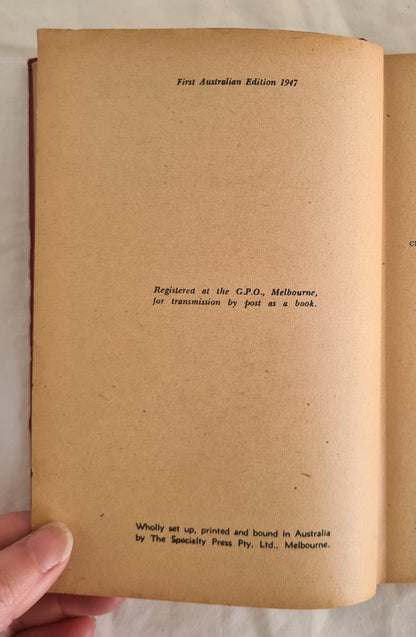 First Australian Edition 1947
Registered at the G.P.O., Melbourne,
for transmission by post as a book.
Wholly set up, printed and bound in Australia
by The Specialty Press Pty. Ltd., Melbourne.